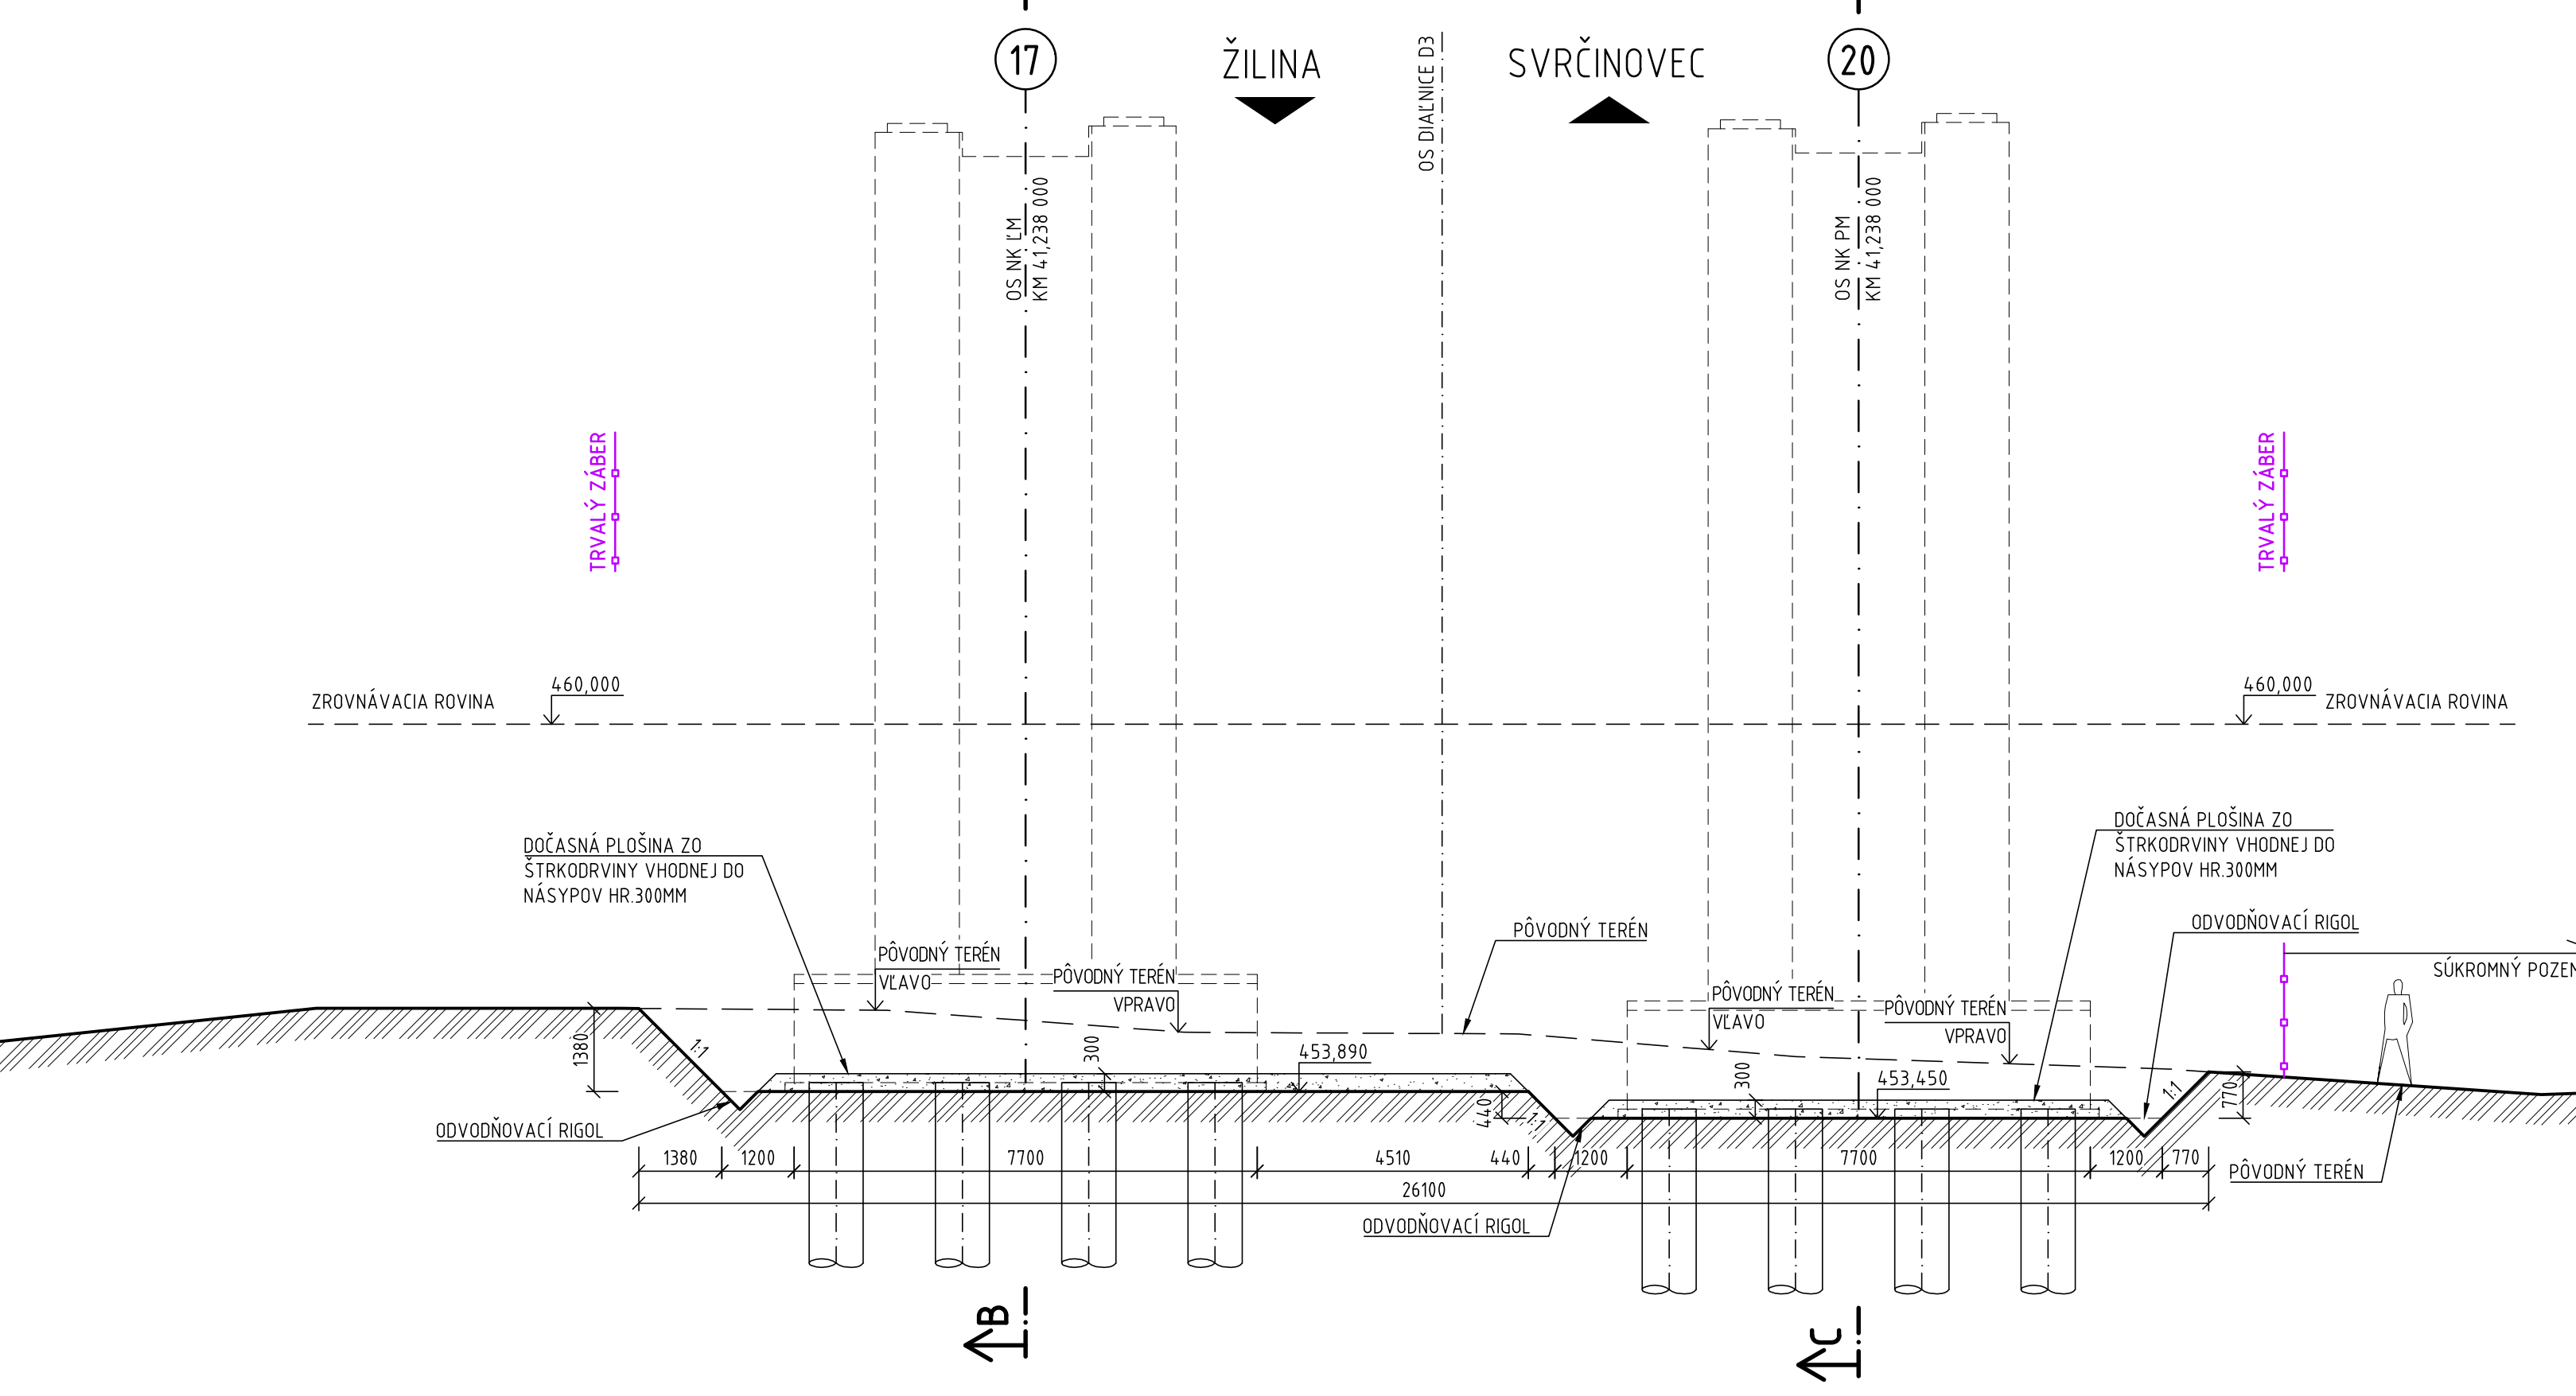 17
ŽILINA
OS DIAĽNICE D3
SVRČINOVEC
20
OS NK ĽM
KM 41,238 000
OS NK PM
KM 41,238 000
TRVALÝ ZÁBER
TRVALÝ ZÁBER
ZROVNÁVACIA ROVINA
460,000
460,000
ZROVNÁVACIA ROVINA
DOČASNÁ PLOŠINA ZO
ŠTRKODRVINY VHODNEJ DO
NÁSYPOV HR.300MM
DOČASNÁ PLOŠINA ZO
ŠTRKODRVINY VHODNEJ DO
NÁSYPOV HR.300MM
PÔVODNÝ TERÉN
VĽAVO
PÔVODNÝ TERÉN
VPRAVO
PÔVODNÝ TERÉN
PÔVODNÝ TERÉN
VĽAVO
PÔVODNÝ TERÉN
VPRAVO
ODVODŇOVACÍ RIGOL
SÚKROMNÝ
1380
1:1
300
453,890
440
1:1
300
453,450
1:1
770
ODVODŇOVACÍ RIGOL
1380
1200
7700
4510
440
1200
7700
1200
770
PÔVODNÝ TERÉN
26100
ODVODŇOVACÍ RIGOL
B
C